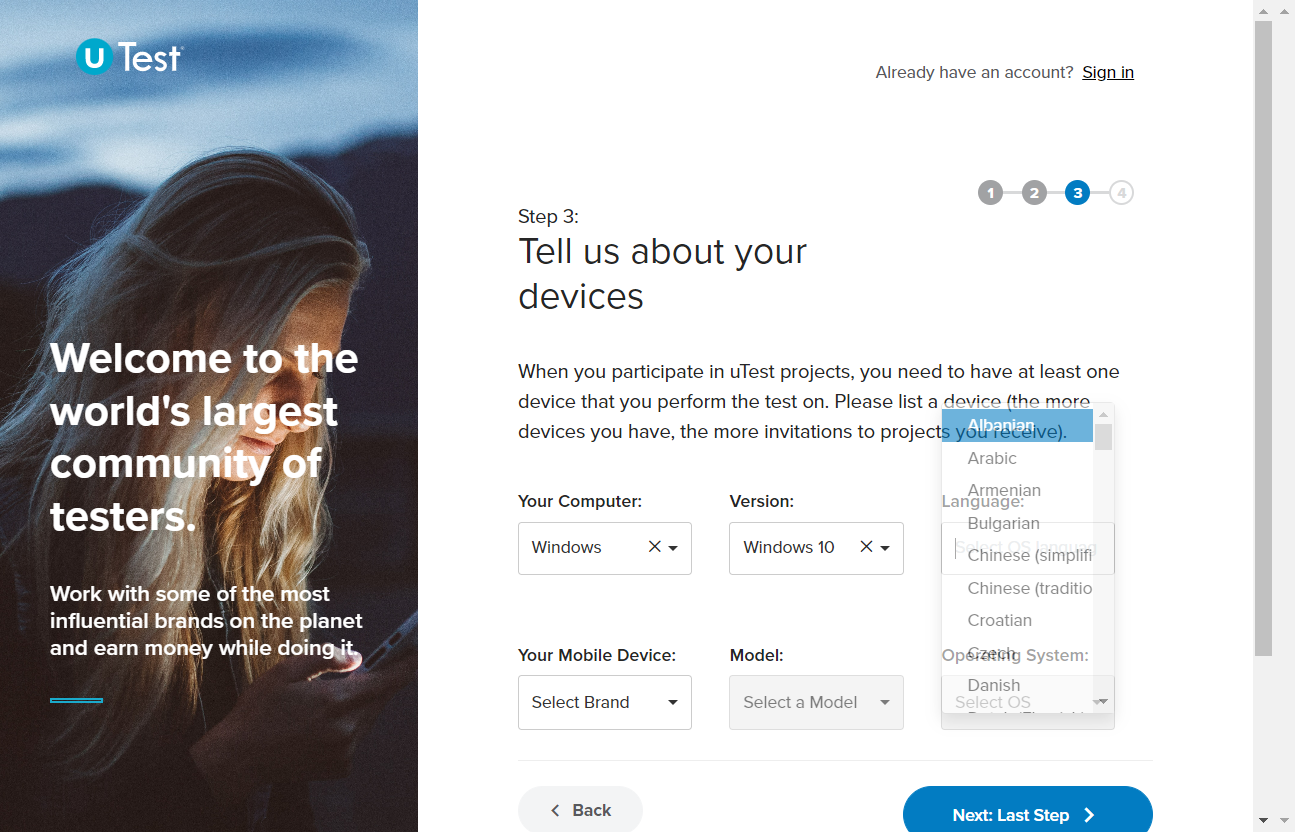 U Test
Already have an account? Sign in
1 2 3 4
Step 3:
Tell us about your
devices
Welcome to the
world's largest
community of
testers.
Work with some of the most
influential brands on the planet
and earn money while doing it.
When you participate in uTest projects, you need to have at least one
device that you perform the test on. Please list a device (the more
devices you have, the more invitations to projects you receive).
Your Computer:
Windows
Version:
Windows 10
Language:
Select OS languag
Albanian
Arabic
Armenian
Bulgarian
Chinese (simplifi
Chinese (traditio
Croatian
Czech
Danish
Your Mobile Device:
Select Brand
Model:
Select a Model
Operating System:
Select OS
Back
Next: Last Step